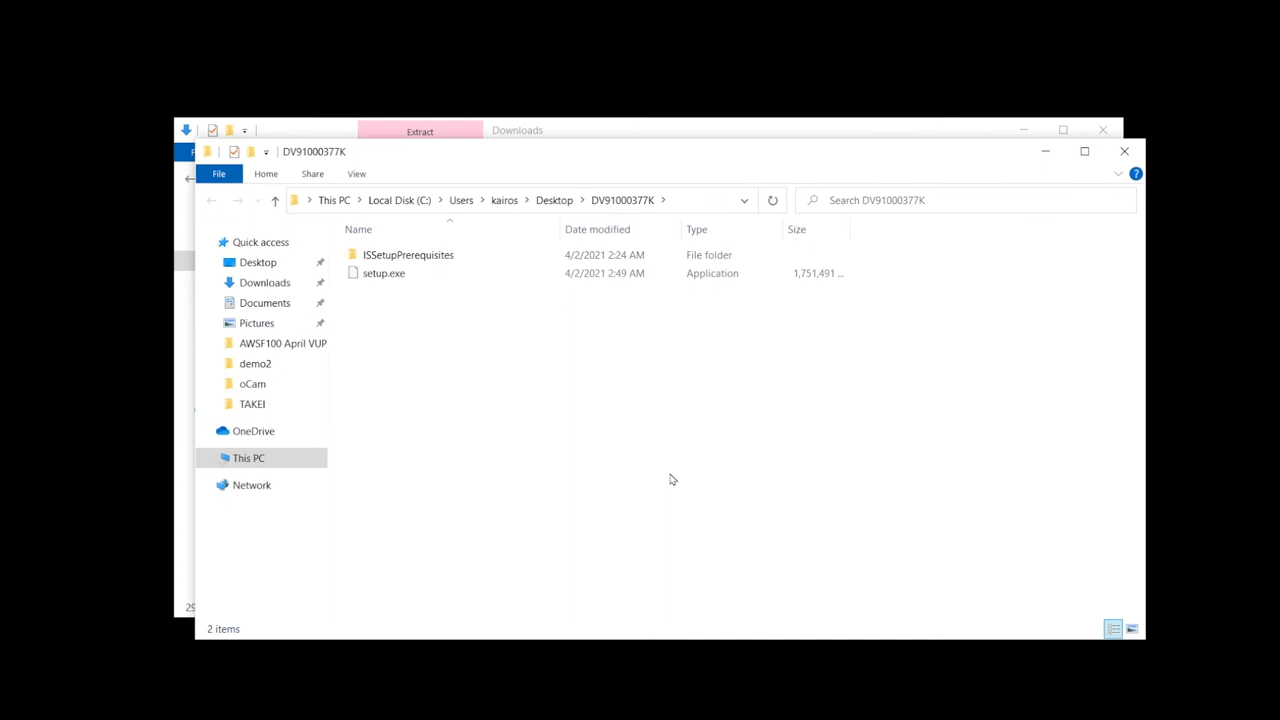 Extract
Downloads
DV91000377K
File
Home
Share
View
This PC
Local Disk (C:)
Users
kairos
Desktop
DV91000377K
Search DV91000377K
Name
Date modified
Type
Size
Quick access
Desktop
Downloads
Documents
Pictures
AWSF100 April VUP
demo2
oCam
TAKEI
OneDrive
This PC
Network
ISSetupPrerequisites
4/2/2021 2:24 AM
File folder
setup.exe
4/2/2021 2:49 AM
Application
1,751,491 ...
29
2 items